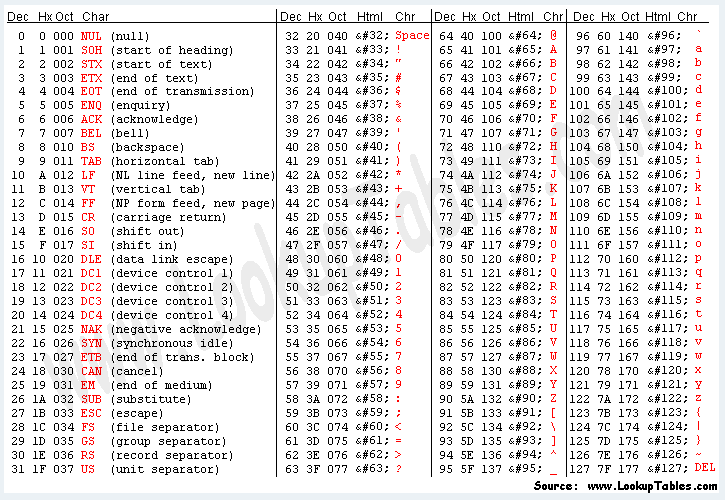 Dec Hx Oct Char Dec Hx Oct Html Chr Dec Hx Oct Html Chr Dec Hx Oct Html Chr
0 0 000 NUL (null) 32 20 040 &#32; Space 64 40 100 &#64; @ 96 60 140 &#96; `
1 1 001 SOH (start of heading) 33 21 041 &#33; ! 65 41 101 &#65; A 97 61 141 &#97; a
2 2 002 STX (start of text) 34 22 042 &#34; " 66 42 102 &#66; B 98 62 142 &#98; b
3 3 003 ETX (end of text) 35 23 043 &#35; # 67 43 103 &#67; C 99 63 143 &#99; c
4 4 004 EOT (end of transmission) 36 24 044 &#36; $ 68 44 104 &#68; D 100 64 144 &#100; d
5 5 005 ENQ (enquiry) 37 25 045 &#37; % 69 45 105 &#69; E 101 65 145 &#101; e
6 6 006 ACK (acknowledge) 38 26 046 &#38; & 70 46 106 &#70; F 102 66 146 &#102; f
7 7 007 BEL (bell) 39 27 047 &#39; ' 71 47 107 &#71; G 103 67 147 &#103; g
8 8 010 BS (backspace) 40 28 050 &#40; ( 72 48 110 &#72; H 104 68 150 &#104; h
9 9 011 TAB (horizontal tab) 41 29 051 &#41; ) 73 49 111 &#73; I 105 69 151 &#105; i
10 A 012 LF (NL line feed, new line) 42 2A 052 &#42; * 74 4A 112 &#74; J 106 6A 152 &#106; j
11 B 013 VT (vertical tab) 43 2B 053 &#43; + 75 4B 113 &#75; K 107 6B 153 &#107; k
12 C 014 FF (NP form feed, new page) 44 2C 054 &#44; , 76 4C 114 &#76; L 108 6C 154 &#108; l
13 D 015 CR (carriage return) 45 2D 055 &#45; - 77 4D 115 &#77; M 109 6D 155 &#109; m
14 E 016 SO (shift out) 46 2E 056 &#46; . 78 4E 116 &#78; N 110 6E 156 &#110; n
15 F 017 SI (shift in) 47 2F 057 &#47; / 79 4F 117 &#79; O 111 6F 157 &#111; o
16 10 020 DLE (data link escape) 48 30 060 &#48; 0 80 50 120 &#80; P 112 70 160 &#112; p
17 11 021 DC1 (device control 1) 49 31 061 &#49; 1 81 51 121 &#81; Q 113 71 161 &#113; q
18 12 022 DC2 (device control 2) 50 32 062 &#50; 2 82 52 122 &#82; R 114 72 162 &#114; r
19 13 023 DC3 (device control 3) 51 33 063 &#51; 3 83 53 123 &#83; S 115 73 163 &#115; s
20 14 024 DC4 (device control 4) 52 34 064 &#52; 4 84 54 124 &#84; T 116 74 164 &#116; t
21 15 025 NAK (negative acknowledge) 53 35 065 &#53; 5 85 55 125 &#85; U 117 75 165 &#117; u
22 16 026 SYN (synchronous idle) 54 36 066 &#54; 6 86 56 126 &#86; V 118 76 166 &#118; v
23 17 027 ETB (end of trans. block) 55 37 067 &#55; 7 87 57 127 &#87; W 119 77 167 &#119; w
24 18 030 CAN (cancel) 56 38 070 &#56; 8 88 58 130 &#88; X 120 78 170 &#120; x
25 19 031 EM (end of medium) 57 39 071 &#57; 9 89 59 131 &#89; Y 121 79 171 &#121; y
26 1A 032 SUB (substitute) 58 3A 072 &#58; : 90 5A 132 &#90; Z 122 7A 172 &#122; z
27 1B 033 ESC (escape) 59 3B 073 &#59; ; 91 5B 133 &#91; [ 123 7B 173 &#123; {
28 1C 034 FS (file separator) 60 3C 074 &#60; < 92 5C 134 &#92; \ 124 7C 174 &#124; |
29 1D 035 GS (group separator) 61 3D 075 &#61; = 93 5D 135 &#93; ] 125 7D 175 &#125; }
30 1E 036 RS (record separator) 62 3E 076 &#62; > 94 5E 136 &#94; ^ 126 7E 176 &#126; ~
31 1F 037 US (unit separator) 63 3F 077 &#63; ? 95 5F 137 &#95; _ 127 7F 177 &#127; DEL
Source: www.LookupTables.com